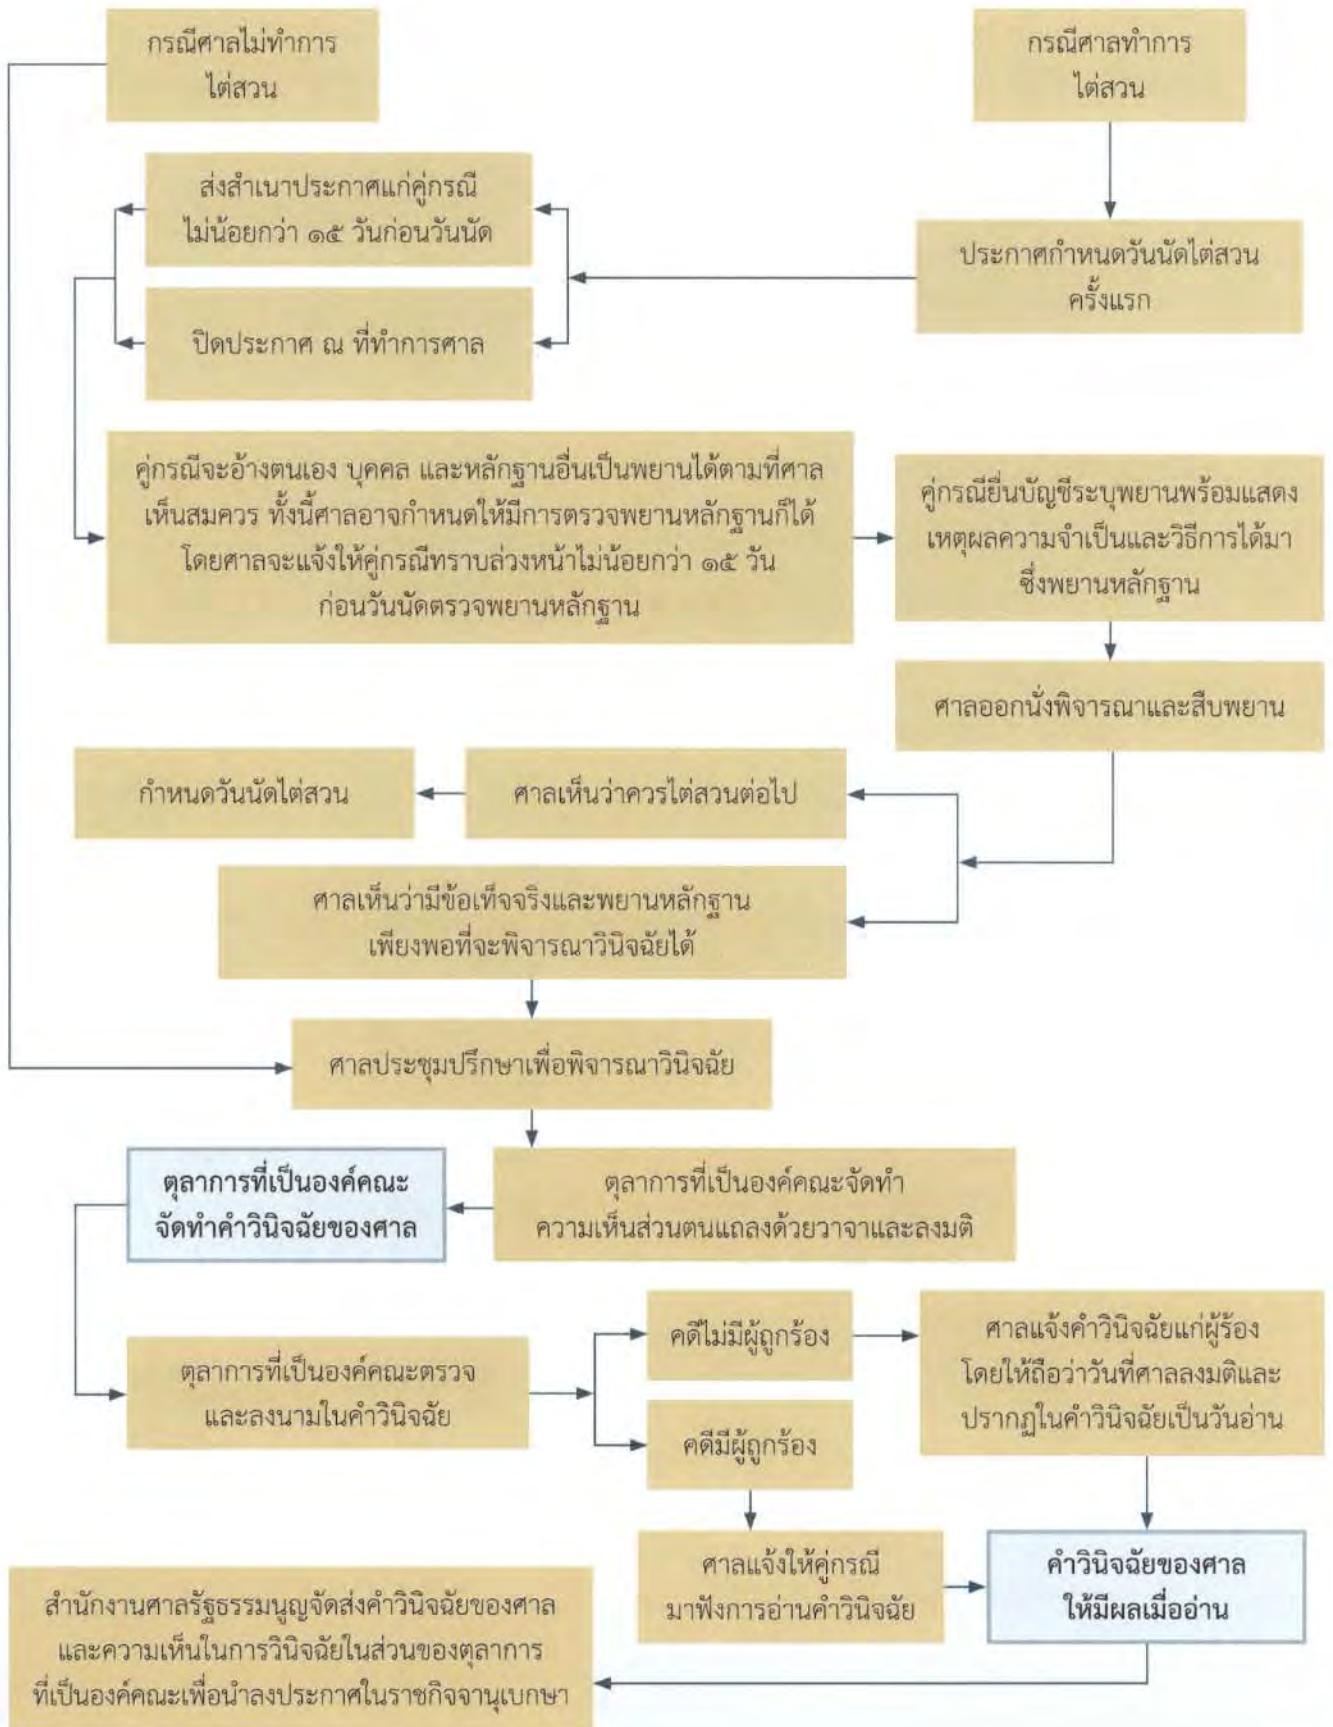 กรณีศาลไม่ทำการ
ไต่สวน
กรณีศาลทำการ
ไต่สวน
ส่งสำเนาประกาศแก่คู่กรณี
ไม่น้อยกว่า ๑๕ วันก่อนวันนัด
ประกาศกำหนดวันนัดไต่สวน
ครั้งแรก
ปิดประกาศ ณ ที่ทำการศาล
คู่กรณีจะอ้างตนเอง บุคคล และหลักฐานอื่นเป็นพยานได้ตามที่ศาล
เห็นสมควร ทั้งนี้ศาลอาจกำหนดให้มีการตรวจพยานหลักฐานก็ได้
โดยศาลจะแจ้งให้คู่กรณีทราบล่วงหน้าไม่น้อยกว่า ๑๕ วัน
ก่อนวันนัดตรวจพยานหลักฐาน
คู่กรณียื่นบัญชีระบุพยานพร้อมแสดง
เหตุผลความจำเป็นและวิธีการได้มา
ซึ่งพยานหลักฐาน
ศาลออกนั่งพิจารณาและสืบพยาน
กำหนดวันนัดไต่สวน
ศาลเห็นว่าควรไต่สวนต่อไป
ศาลเห็นว่ามีข้อเท็จจริงและพยานหลักฐาน
เพียงพอที่จะพิจารณาวินิจฉัยได้
ศาลประชุมปรึกษาเพื่อพิจารณาวินิจฉัย
ตุลาการที่เป็นองค์คณะจัดทำ
ความเห็นส่วนตนแถลงด้วยวาจาและลงมติ
ตุลาการที่เป็นองค์คณะ
จัดทำคำวินิจฉัยของศาล
ตุลาการที่เป็นองค์คณะตรวจ
และลงนามในคำวินิจฉัย
คดีไม่มีผู้ถูกร้อง
ศาลแจ้งคำวินิจฉัยแก่ผู้ร้อง
โดยให้ถือว่าวันที่ศาลลงมติและ
ปรากฏในคำวินิจฉัยเป็นวันอ่าน
คดีมีผู้ถูกร้อง
ศาลแจ้งให้คู่กรณี
มาฟังการอ่านคำวินิจฉัย
คำวินิจฉัยของศาล
ให้มีผลเมื่ออ่าน
สำนักงานศาลรัฐธรรมนูญจัดส่งคำวินิจฉัยของศาล
และความเห็นในการวินิจฉัยในส่วนของตุลาการ
ที่เป็นองค์คณะเพื่อนำลงประกาศในราชกิจจานุเบกษา